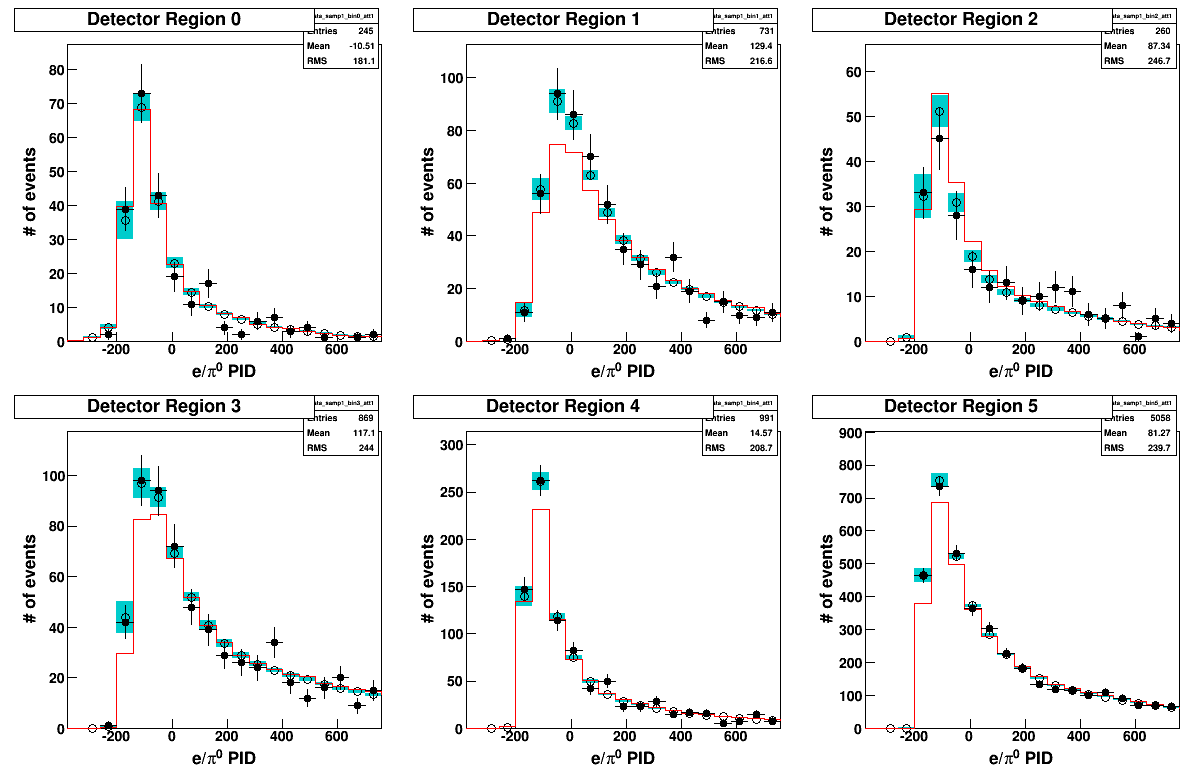 Detector Region 0
ata_samp1_bin0_att1
Entries 245
Mean -10.51
RMS 181.1
# of events
0 10 20 30 40 50 60 70 80
-200 0 200 400 600
e/π⁰ PID
Detector Region 1
ata_samp1_bin1_att1
Entries 731
Mean 129.4
RMS 216.6
# of events
0 20 40 60 80 100
-200 0 200 400 600
e/π⁰ PID
Detector Region 2
ata_samp1_bin2_att1
Entries 260
Mean 87.34
RMS 246.7
# of events
0 10 20 30 40 50 60
-200 0 200 400 600
e/π⁰ PID
Detector Region 3
ata_samp1_bin3_att1
Entries 869
Mean 117.1
RMS 244
# of events
0 20 40 60 80 100
-200 0 200 400 600
e/π⁰ PID
Detector Region 4
ata_samp1_bin4_att1
Entries 991
Mean 14.57
RMS 208.7
# of events
0 50 100 150 200 250 300
-200 0 200 400 600
e/π⁰ PID
Detector Region 5
ata_samp1_bin5_att1
Entries 5058
Mean 81.27
RMS 239.7
# of events
0 100 200 300 400 500 600 700 800 900
-200 0 200 400 600
e/π⁰ PID